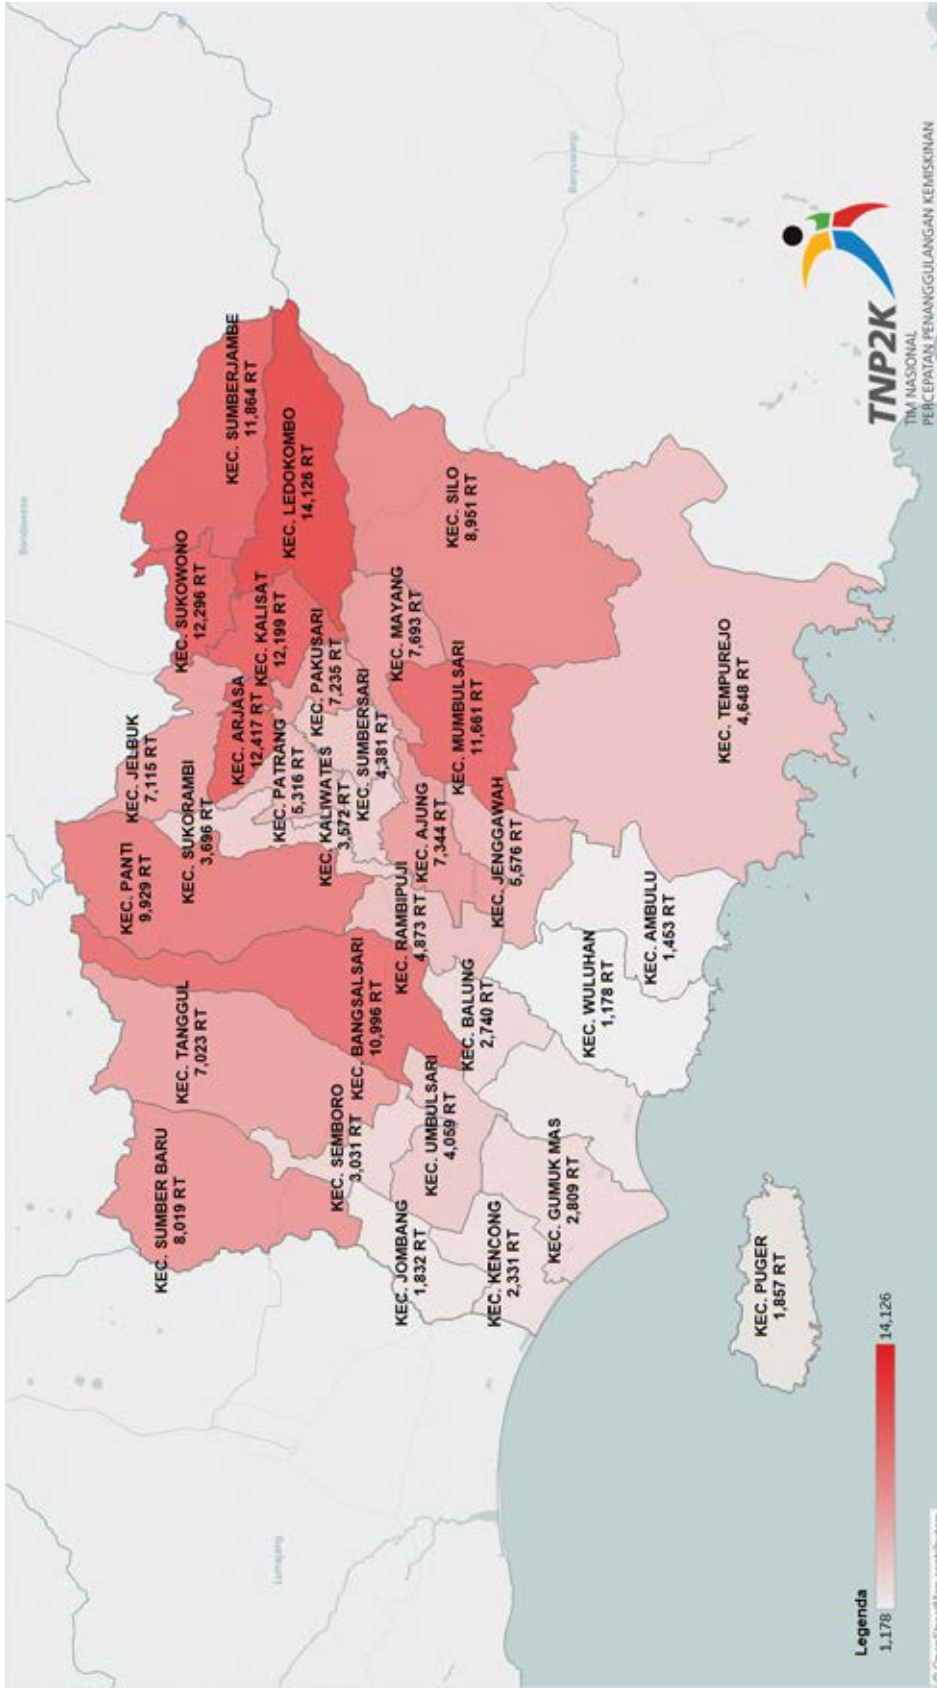 Bondowoso
KEC. SUMBERJAMBE
11,864 RT
KEC. SUKOWONO
12,296 RT
KEC. LEDOKOMBO
14,126 RT
KEC. KALISAT
12,199 RT
KEC. JELBUK
7,115 RT
KEC. ARJASA
12,417 RT
KEC. PAKUSARI
7,235 RT
KEC. PANTI
9,929 RT
KEC. SUKORAMBI
3,696 RT
KEC. PATRANG
5,316 RT
KEC. SUMBERSARI
4,381 RT
KEC. MAYANG
7,693 RT
KEC. SILO
8,951 RT
KEC. KALIWATES
3,572 RT
KEC. MUMBULSARI
11,661 RT
KEC. TANGGUL
7,023 RT
KEC. BANGSALSARI
10,996 RT
KEC. RAMBIPUJI
4,873 RT
KEC. AJUNG
7,344 RT
KEC. JENGGAWAH
5,576 RT
KEC. SUMBER BARU
8,019 RT
KEC. SEMBORO
3,031 RT
KEC. UMBULSARI
4,059 RT
KEC. BALUNG
2,740 RT
KEC. JOMBANG
1,832 RT
KEC. KENCONG
2,331 RT
KEC. GUMUK MAS
2,809 RT
KEC. WULUHAN
1,178 RT
KEC. AMBULU
1,453 RT
KEC. TEMPUREJO
4,648 RT
KEC. PUGER
1,857 RT
Lumajang
Banyuwangi
Legenda
1,178
14,126
TNP2K
TIM NASIONAL
PERCEPATAN PENANGGULANGAN KEMISKINAN
© OpenStreetMap contributors